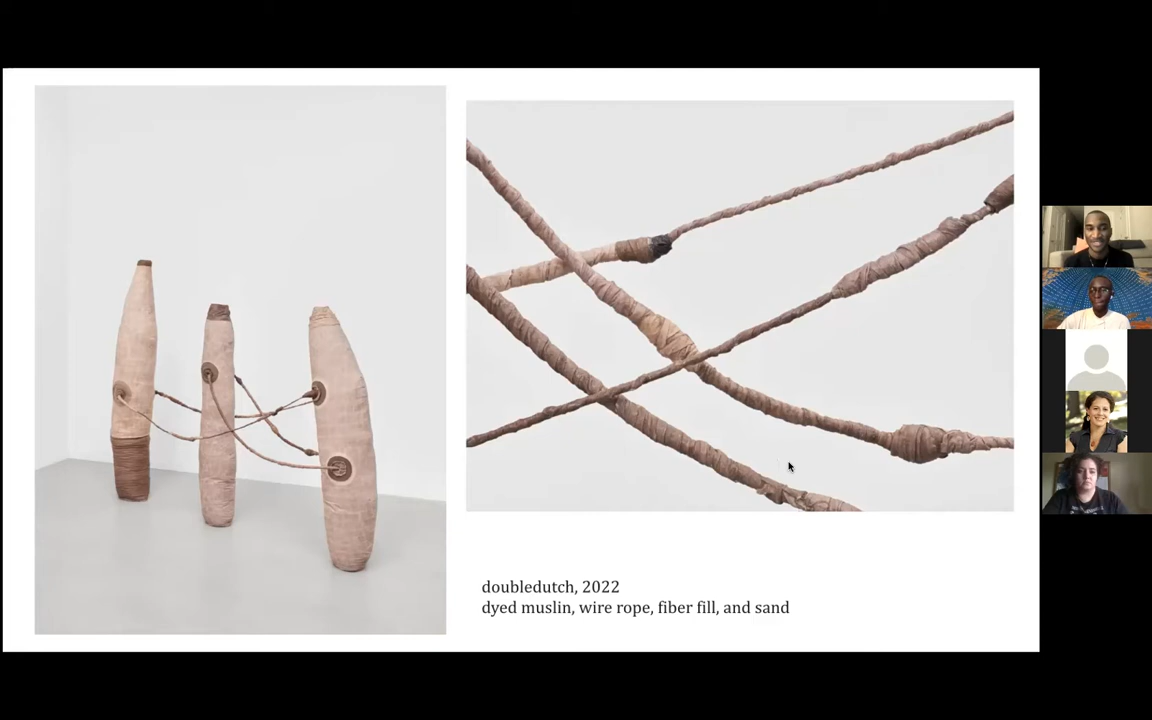 doubledutch, 2022
dyed muslin, wire rope, fiber fill, and sand